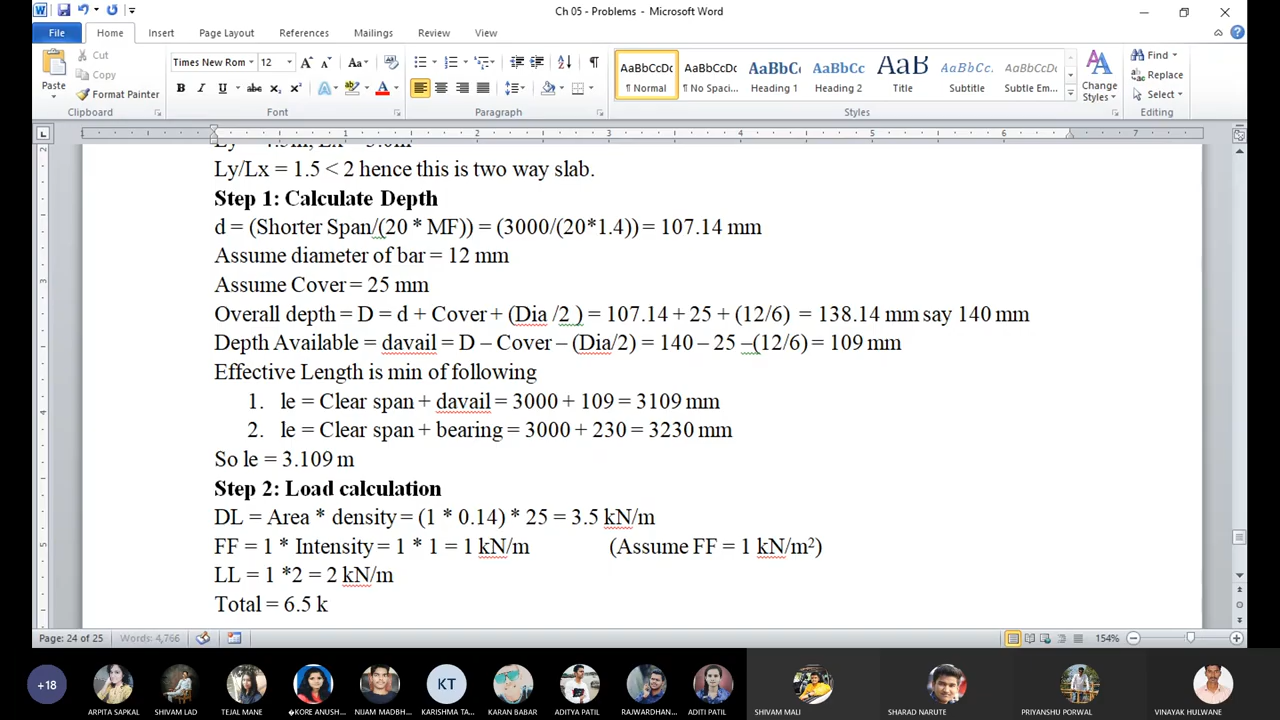 Ch 05 - Problems - Microsoft Word
File Home Insert Page Layout References Mailings Review View
Paste
Cut
Copy
Format Painter
Clipboard
Times New Rom 12
Font
Paragraph
AaBbCcDc AaBbCcDc AaBbCc AaBbCc AaB AaBbCc. AaBbCcDc
¶ Normal ¶ No Spaci... Heading 1 Heading 2 Title Subtitle Subtle Em...
Change Styles
Styles
Find
Replace
Select
Editing
Ly/Lx = 1.5 < 2 hence this is two way slab.
Step 1: Calculate Depth
d = (Shorter Span/(20 * MF)) = (3000/(20*1.4)) = 107.14 mm
Assume diameter of bar = 12 mm
Assume Cover = 25 mm
Overall depth = D = d + Cover + (Dia /2 ) = 107.14 + 25 + (12/6) = 138.14 mm say 140 mm
Depth Available = davail = D – Cover – (Dia/2) = 140 – 25 –(12/6) = 109 mm
Effective Length is min of following
1. le = Clear span + davail = 3000 + 109 = 3109 mm
2. le = Clear span + bearing = 3000 + 230 = 3230 mm
So le = 3.109 m
Step 2: Load calculation
DL = Area * density = (1 * 0.14) * 25 = 3.5 kN/m
FF = 1 * Intensity = 1 * 1 = 1 kN/m (Assume FF = 1 kN/m²)
LL = 1 *2 = 2 kN/m
Total = 6.5 k
Page: 24 of 25 Words: 4,766 154%
+18 ARPITA SAPKAL SHIVAM LAD TEJAL MANE �KORE ANUSH... NIJAM MADBH... KT KARISHMA TA... KARAN BABAR ADITYA PATIL RAJWARDHAN... ADITI PATIL SHIVAM MALI SHARAD NARUTE PRIYANSHU PORWAL VINAYAK HULWANE